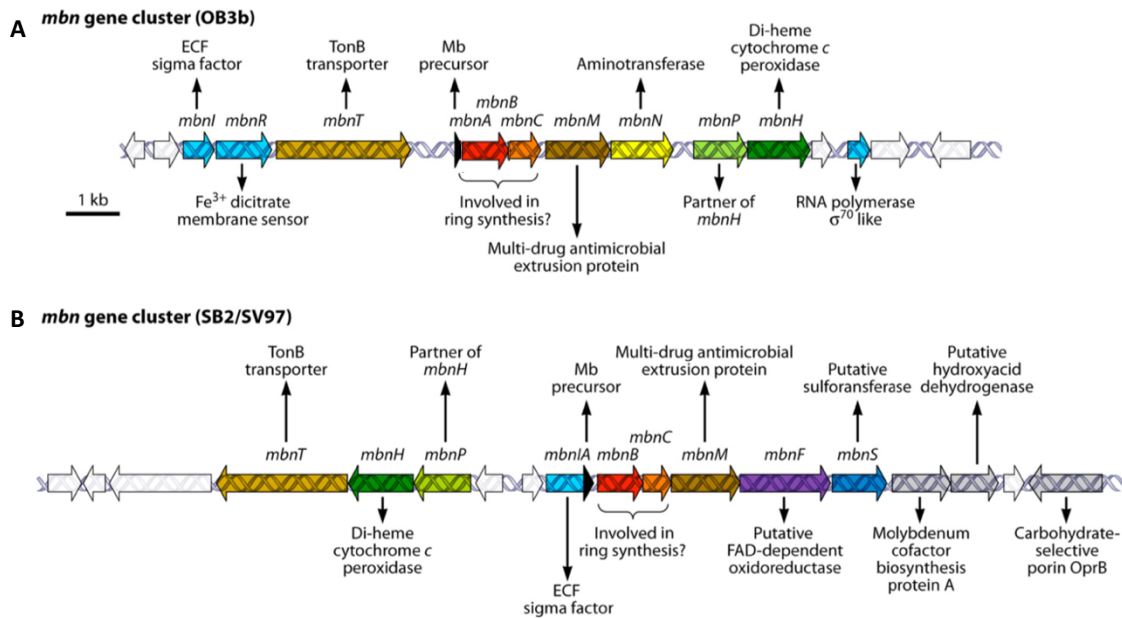 A
mbn gene cluster (OB3b)
ECF
sigma factor
TonB
transporter
Mb
precursor
Aminotransferase
Di-heme
cytochrome c
peroxidase
mbnI
mbnR
mbnT
mbnA
mbnB
mbnC
mbnM
mbnN
mbnP
mbnH
1 kb
Fe3+ dicitrate
membrane sensor
Involved in
ring synthesis?
Multi-drug antimicrobial
extrusion protein
Partner of
mbnH
RNA polymerase
σ70 like
B
mbn gene cluster (SB2/SV97)
TonB
transporter
Partner of
mbnH
Mb
precursor
Multi-drug antimicrobial
extrusion protein
Putative
sulforansferase
Putative
hydroxyacid
dehydrogenase
mbnT
mbnH
mbnP
mbnIA
mbnB
mbnC
mbnM
mbnF
mbnS
Di-heme
cytochrome c
peroxidase
ECF
sigma factor
Involved in
ring synthesis?
Putative
FAD-dependent
oxidoreductase
Molybdenum
cofactor
biosynthesis
protein A
Carbohydrate-
selective
porin OprB